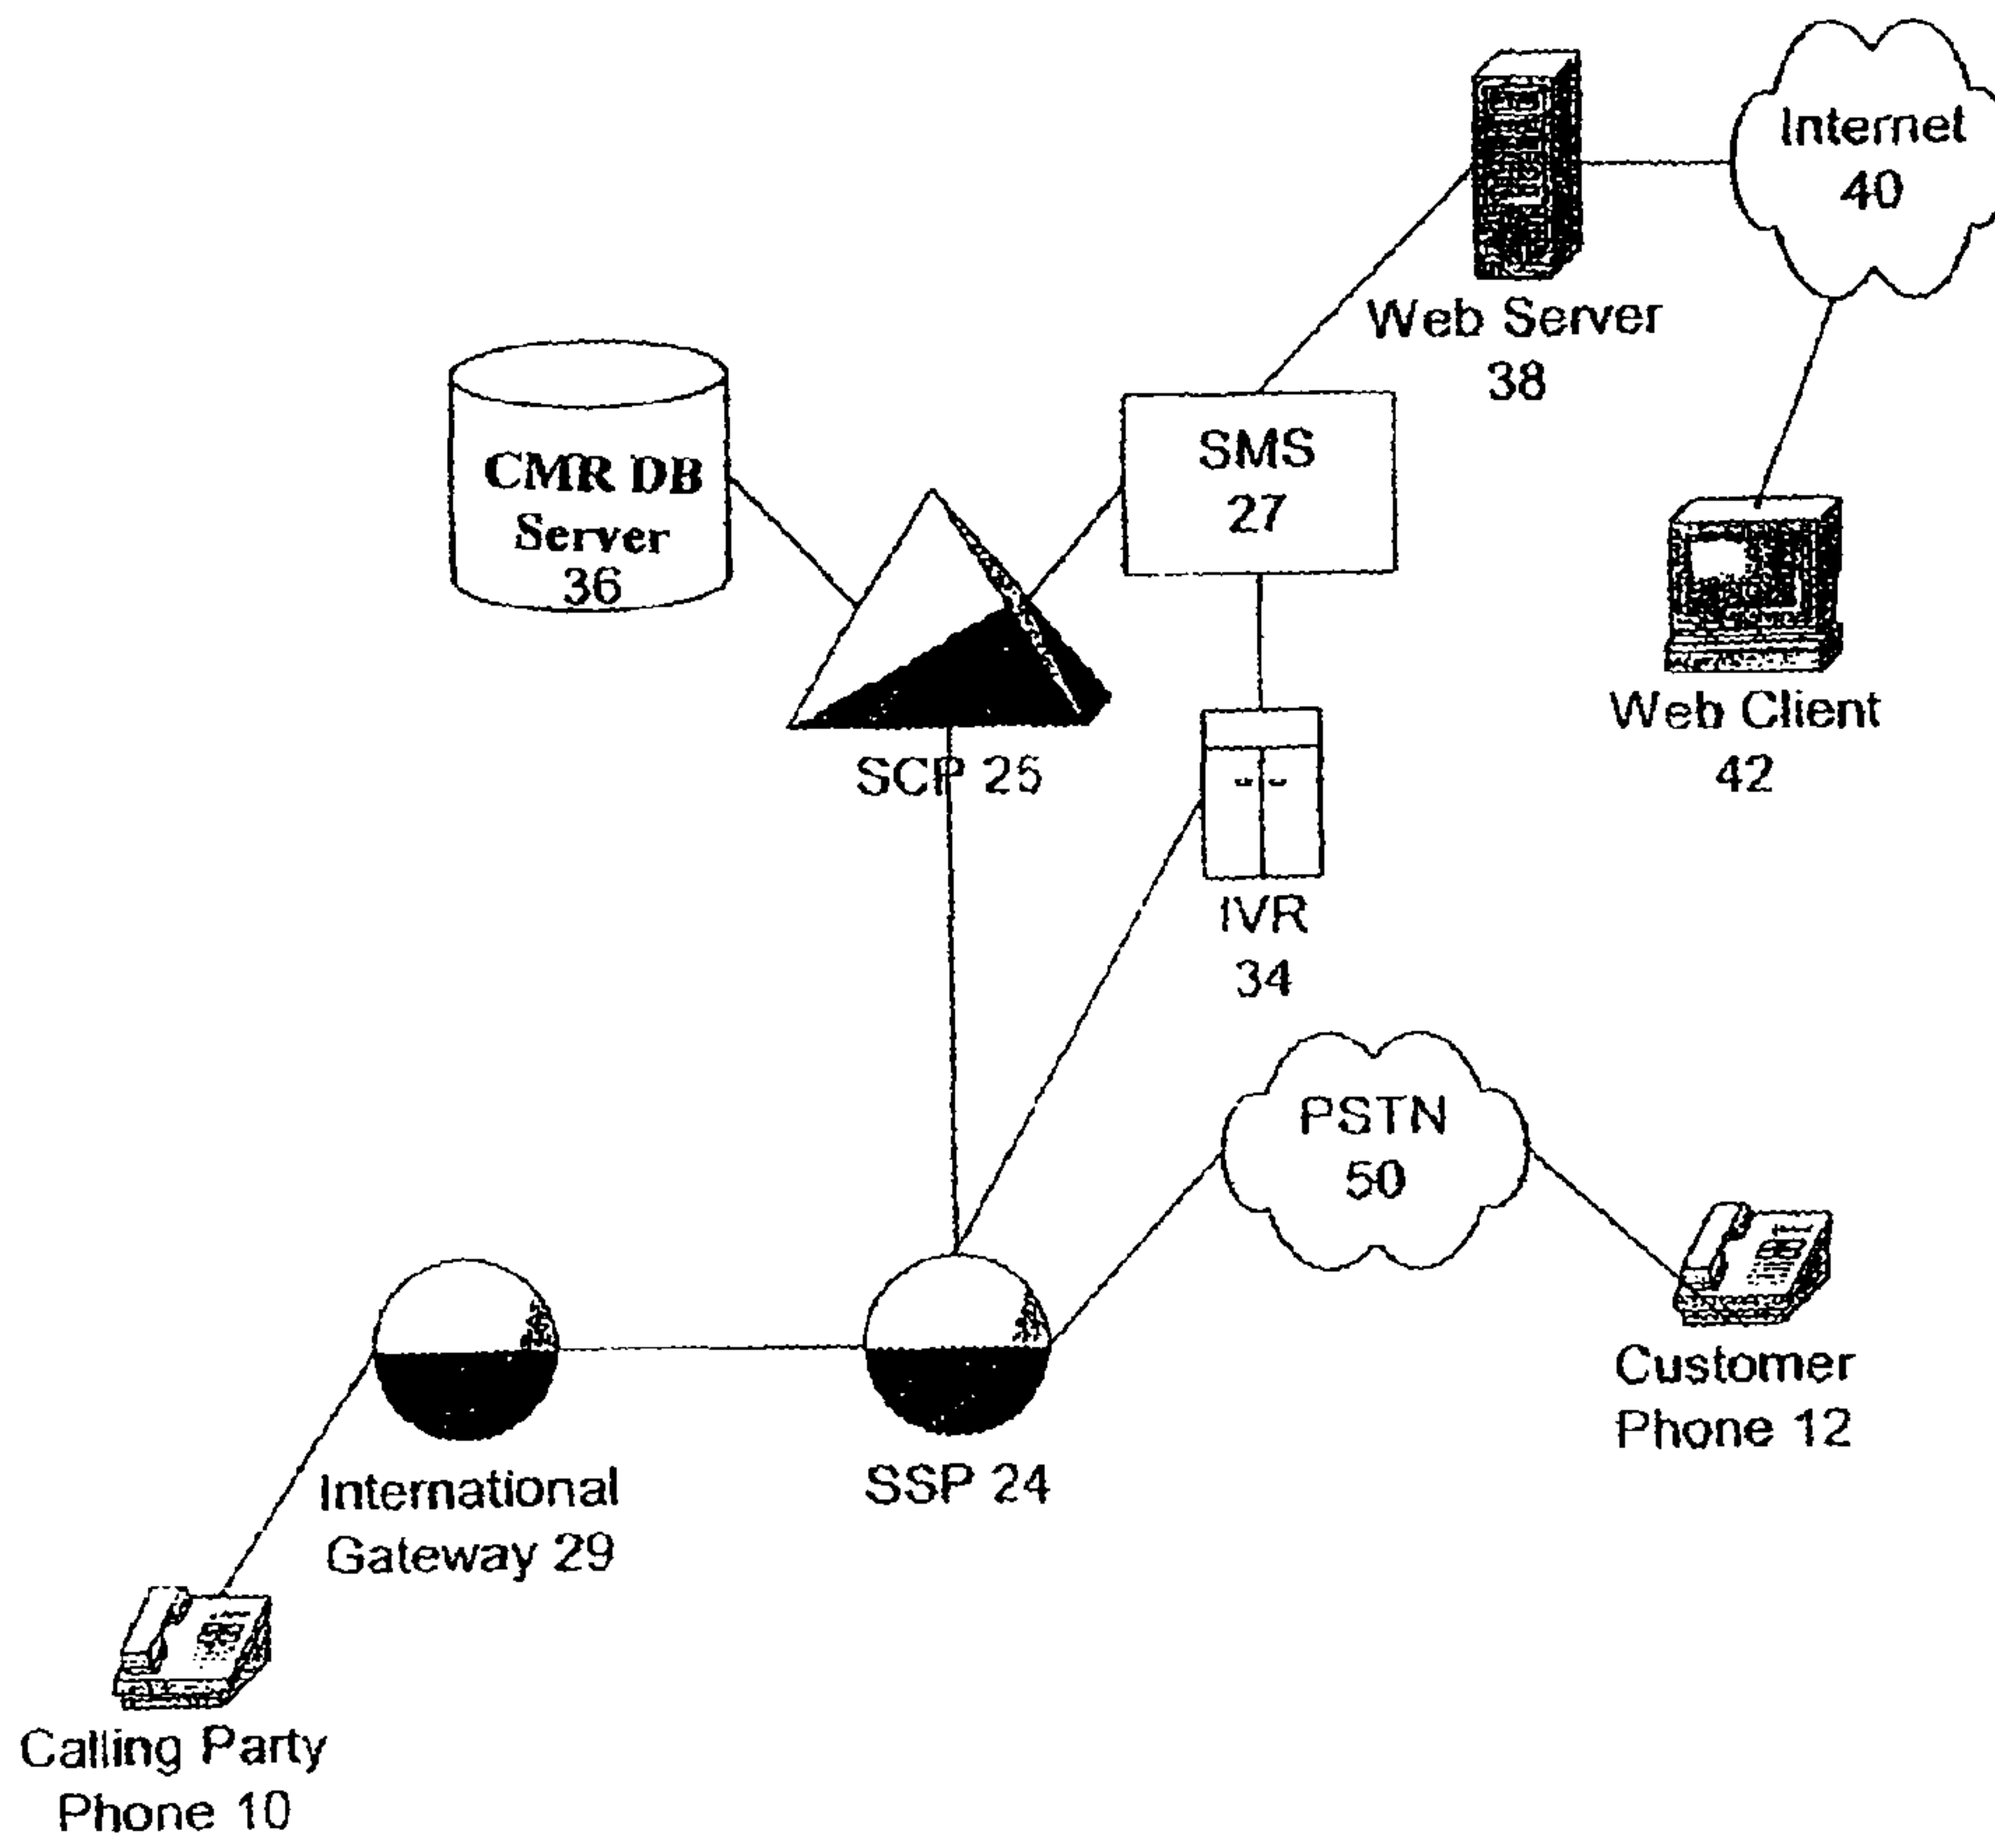 Internet
40
Web Server
38
CMR DB
Server
36
SMS
27
Web Client
42
SCP 25
IVR
34
PSTN
50
Customer
Phone 12
International
Gateway 29
SSP 24
Calling Party
Phone 10